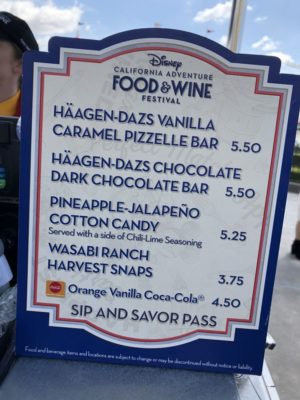 Disney
CALIFORNIA ADVENTURE
FOOD & WINE
FESTIVAL
HÄAGEN-DAZS VANILLA
CARAMEL PIZZELLE BAR 5.50
HÄAGEN-DAZS CHOCOLATE
DARK CHOCOLATE BAR 5.50
PINEAPPLE-JALAPEÑO
COTTON CANDY 5.25
Served with a side of Chili-Lime Seasoning
WASABI RANCH
HARVEST SNAPS 3.75
Orange Vanilla Coca-Cola® 4.50
SIP AND SAVOR PASS
Food and beverage items and locations are subject to change or may be discontinued without notice or liability.